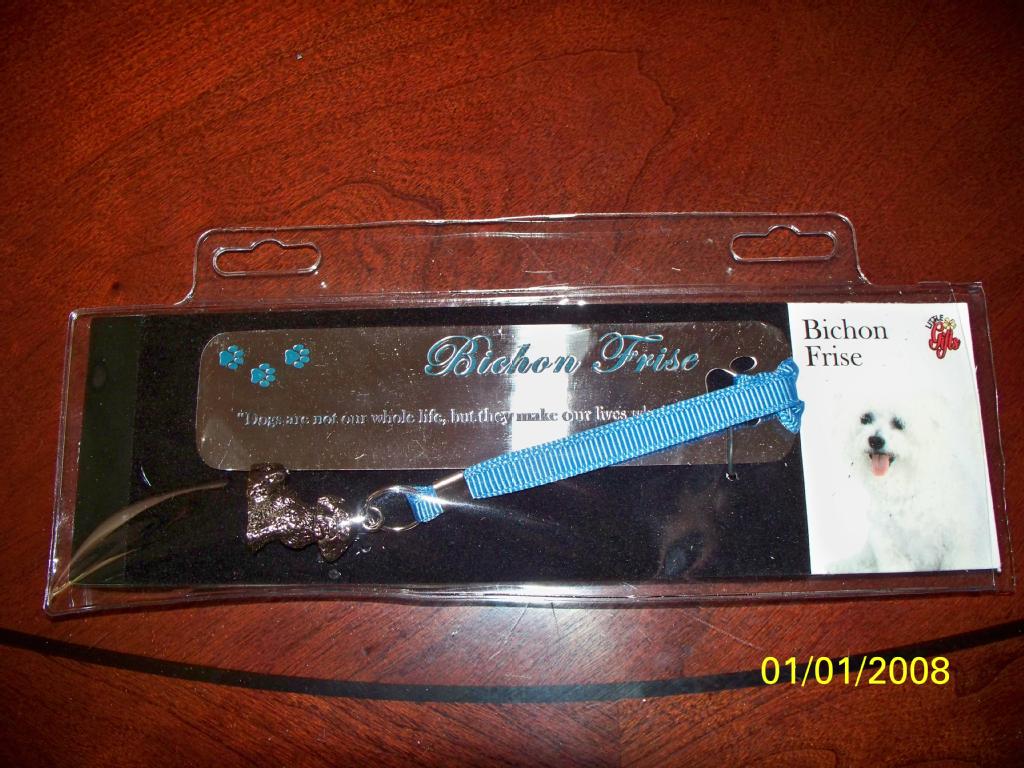 Bichon Frise
"Dogs are not our whole life, but they make our lives
Bichon
Frise
LITTLE
Gifts
01/01/2008